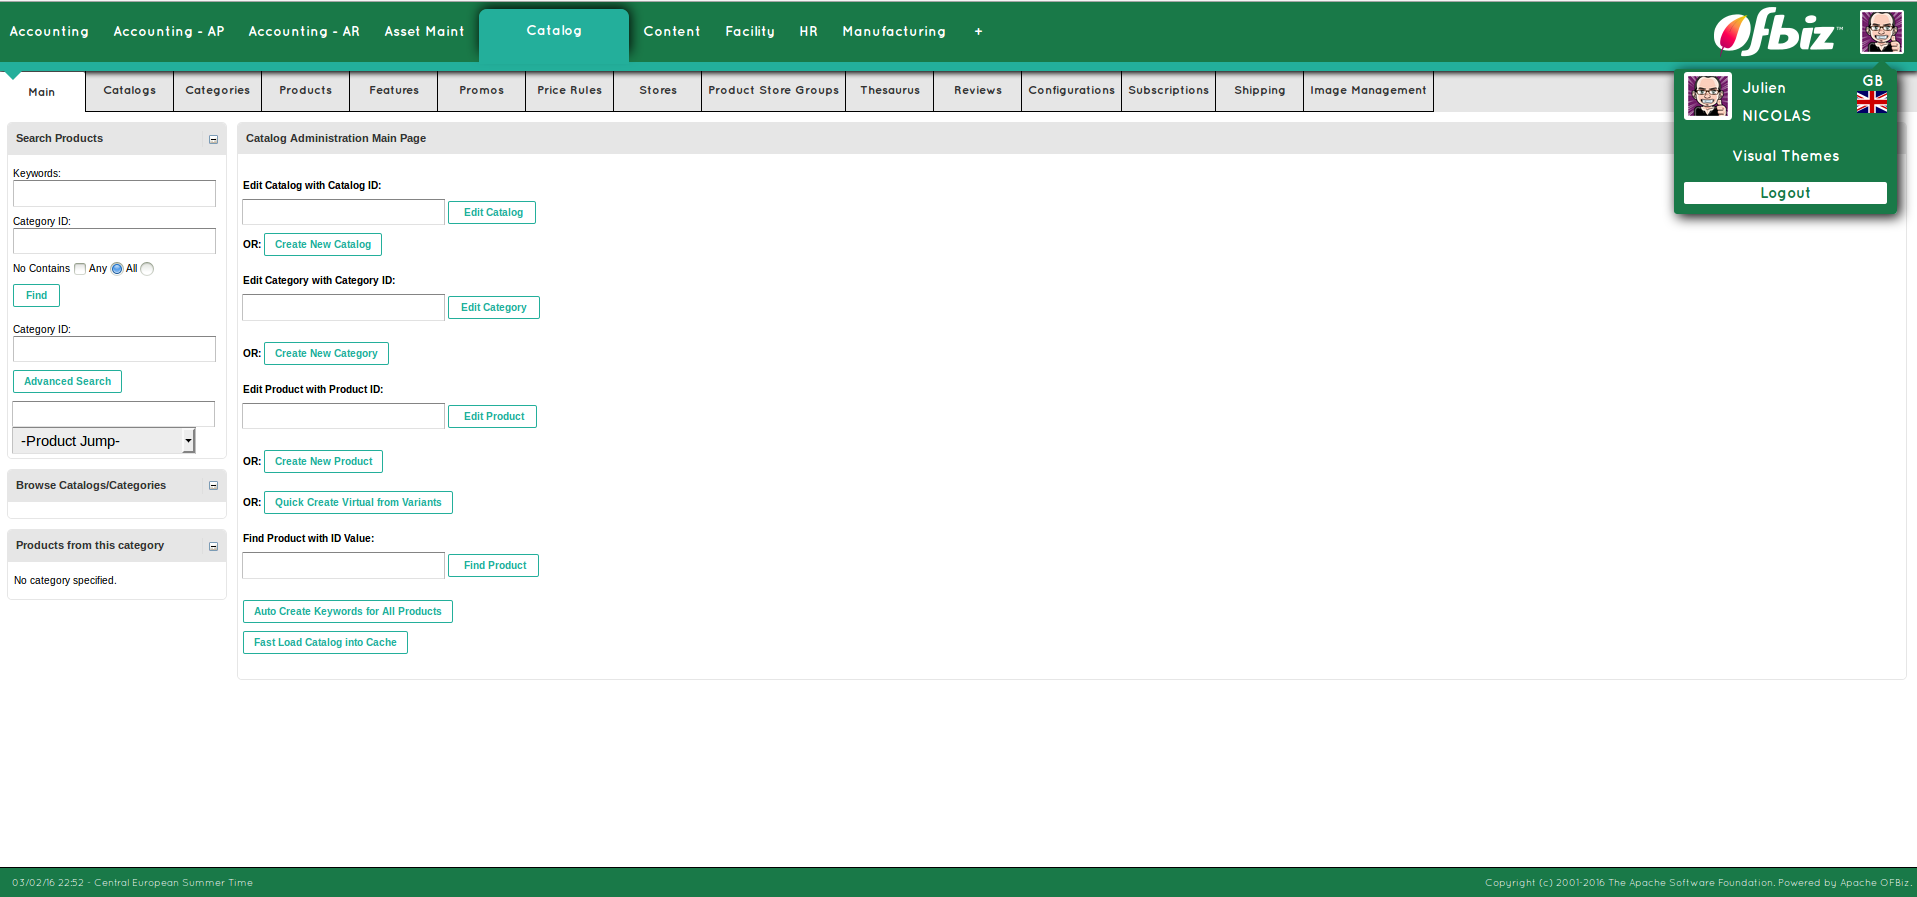 Accounting Accounting - AP Accounting - AR Asset Maint Catalog Content Facility HR Manufacturing + Ofbiz™
Main Catalogs Categories Products Features Promos Price Rules Stores Product Store Groups Thesaurus Reviews Configurations Subscriptions Shipping Image Management
Julien
NICOLAS
GB
Visual Themes
Logout
Search Products
Keywords:
Category ID:
No Contains Any All
Find
Category ID:
Advanced Search
-Product Jump-
Browse Catalogs/Categories
Products from this category
No category specified.
Catalog Administration Main Page
Edit Catalog with Catalog ID:
Edit Catalog
OR: Create New Catalog
Edit Category with Category ID:
Edit Category
OR: Create New Category
Edit Product with Product ID:
Edit Product
OR: Create New Product
OR: Quick Create Virtual from Variants
Find Product with ID Value:
Find Product
Auto Create Keywords for All Products
Fast Load Catalog into Cache
03/02/16 22:52 - Central European Summer Time
Copyright (c) 2001-2016 The Apache Software Foundation. Powered by Apache OFBiz.